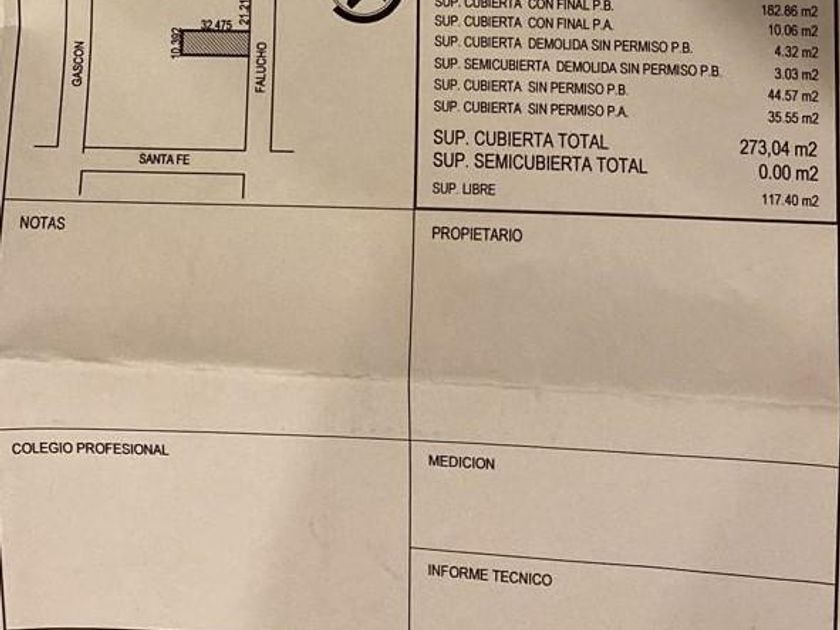 SUP. CUBIERTA CON FINAL P.B. 182.86 m2
SUP. CUBIERTA CON FINAL P.A. 10.06 m2
SUP. CUBIERTA DEMOLIDA SIN PERMISO P.B. 4.32 m2
SUP. SEMICUBIERTA DEMOLIDA SIN PERMISO P.B. 3.03 m2
SUP. CUBIERTA SIN PERMISO P.B. 44.57 m2
SUP. CUBIERTA SIN PERMISO P.A. 35.55 m2
SUP. CUBIERTA TOTAL 273,04 m2
SUP. SEMICUBIERTA TOTAL 0.00 m2
SUP. LIBRE 117.40 m2
32.475
10.392
21.21
GASCON
FALUCHO
SANTA FE
NOTAS
PROPIETARIO
COLEGIO PROFESIONAL
MEDICION
INFORME TECNICO